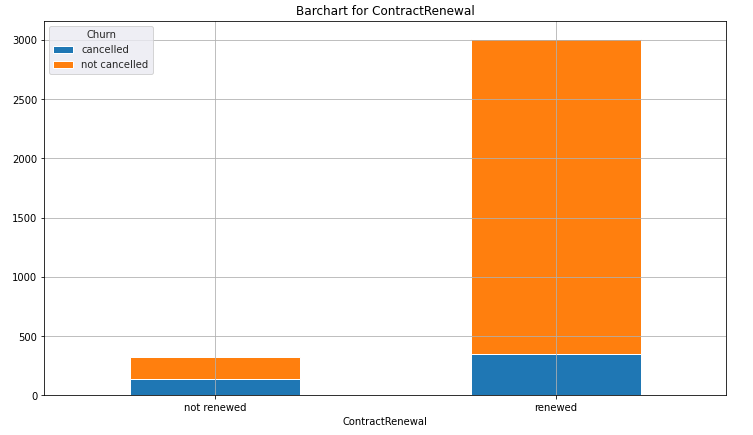 Barchart for ContractRenewal
Churn
cancelled
not cancelled
3000
2500
2000
1500
1000
500
0
not renewed
renewed
ContractRenewal